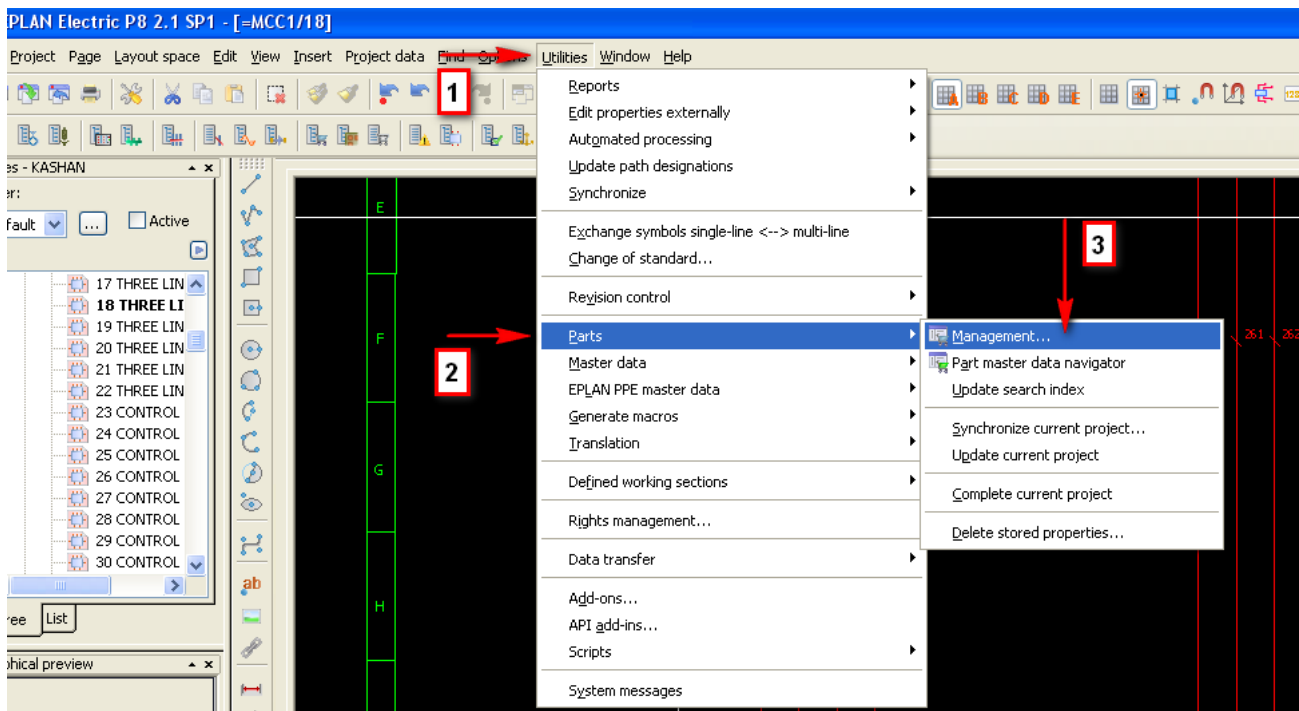 EPLAN Electric P8 2.1 SP1 - [=MCC1/18]
Project Page Layout space Edit View Insert Project data Find Options Utilities Window Help
1
Reports
Edit properties externally
Automated processing
Update path designations
Synchronize
Exchange symbols single-line <--> multi-line
Change of standard...
Revision control
Parts
Master data
EPLAN PPE master data
Generate macros
Translation
Defined working sections
Rights management...
Data transfer
Add-ons...
API add-ins...
Scripts
System messages
2
3
Management...
Part master data navigator
Update search index
Synchronize current project...
Update current project
Complete current project
Delete stored properties...
es - KASHAN
er:
fault ... Active
17 THREE LIN
18 THREE LI
19 THREE LIN
20 THREE LIN
21 THREE LIN
22 THREE LIN
23 CONTROL
24 CONTROL
25 CONTROL
26 CONTROL
27 CONTROL
28 CONTROL
29 CONTROL
30 CONTROL
ree List
phical preview
ab
E
F
G
H
261 262